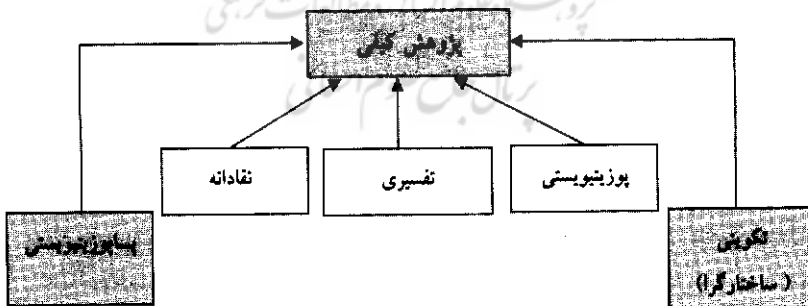 پژوهش کیفی
پوزیتیویستی
تفسیری
نقادانه
تکوینی
(ساختارگرا)
پساپوزیتیویستی